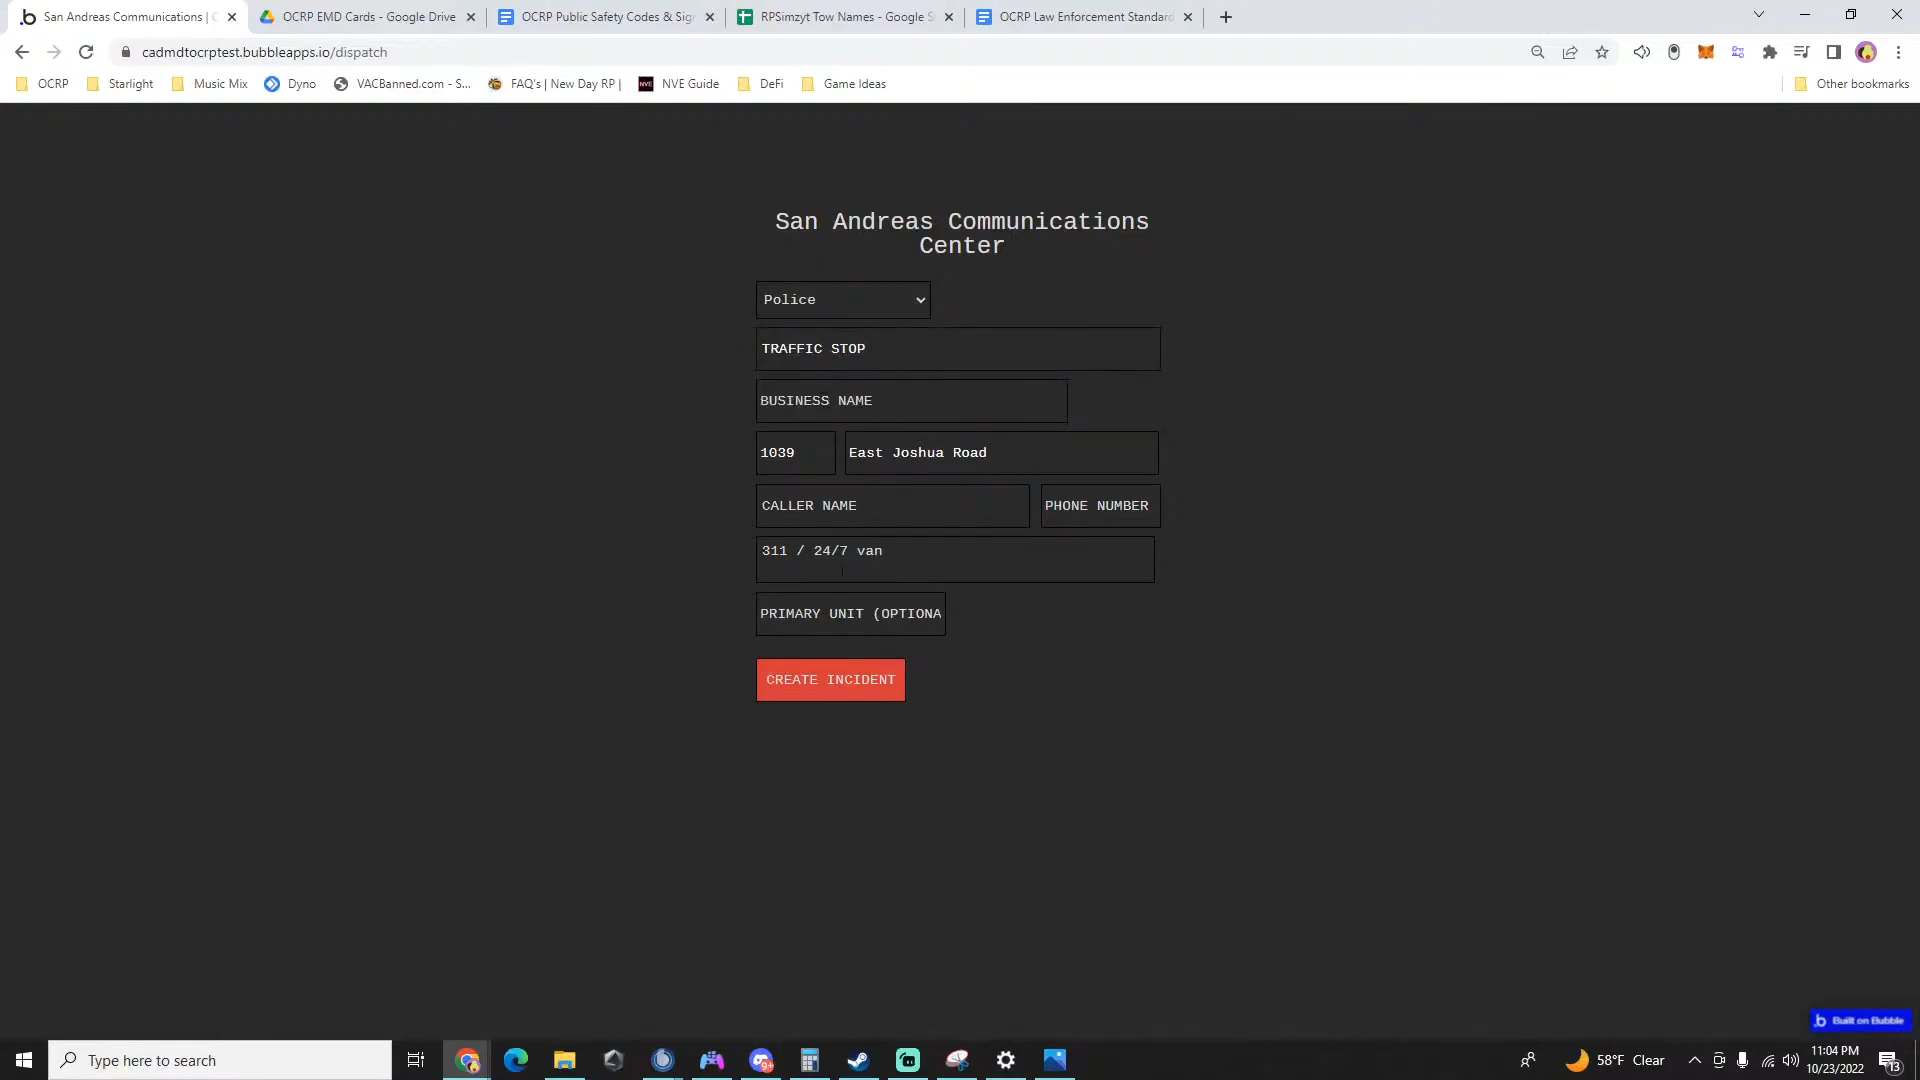 San Andreas Communications | C
OCRP EMD Cards - Google Drive
OCRP Public Safety Codes & Sig
RPSimzyt Tow Names - Google S
OCRP Law Enforcement Standard
cadmdtocrptest.bubbleapps.io/dispatch
OCRP
Starlight
Music Mix
Dyno
VACBanned.com - S...
FAQ's | New Day RP |
NVE
NVE Guide
DeFi
Game Ideas
Other bookmarks
San Andreas Communications
Center
Police
TRAFFIC STOP
BUSINESS NAME
1039 East Joshua Road
CALLER NAME PHONE NUMBER
311 / 24/7 van
PRIMARY UNIT (OPTIONA
CREATE INCIDENT
Built on Bubble
Type here to search
9+
58°F Clear
11:04 PM
10/23/2022
13